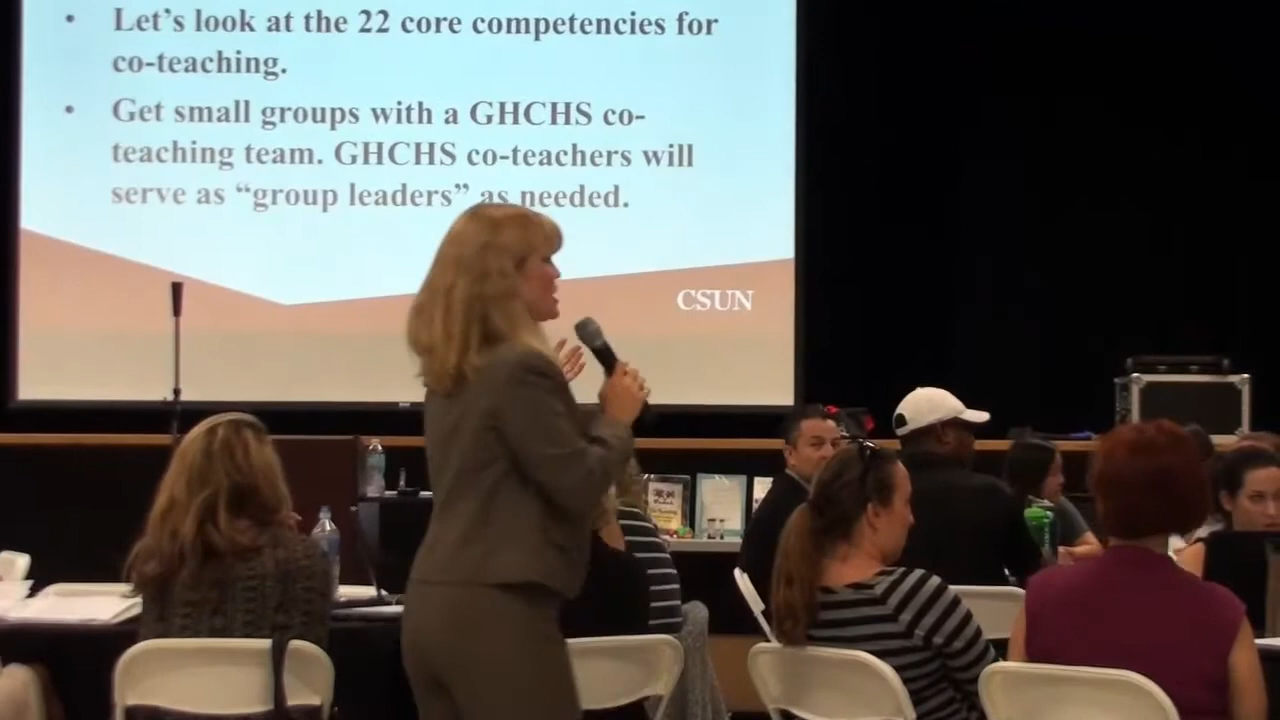 • Let's look at the 22 core competencies for
co-teaching.
• Get small groups with a GHCHS co-
teaching team. GHCHS co-teachers will
serve as “group leaders” as needed.
CSUN